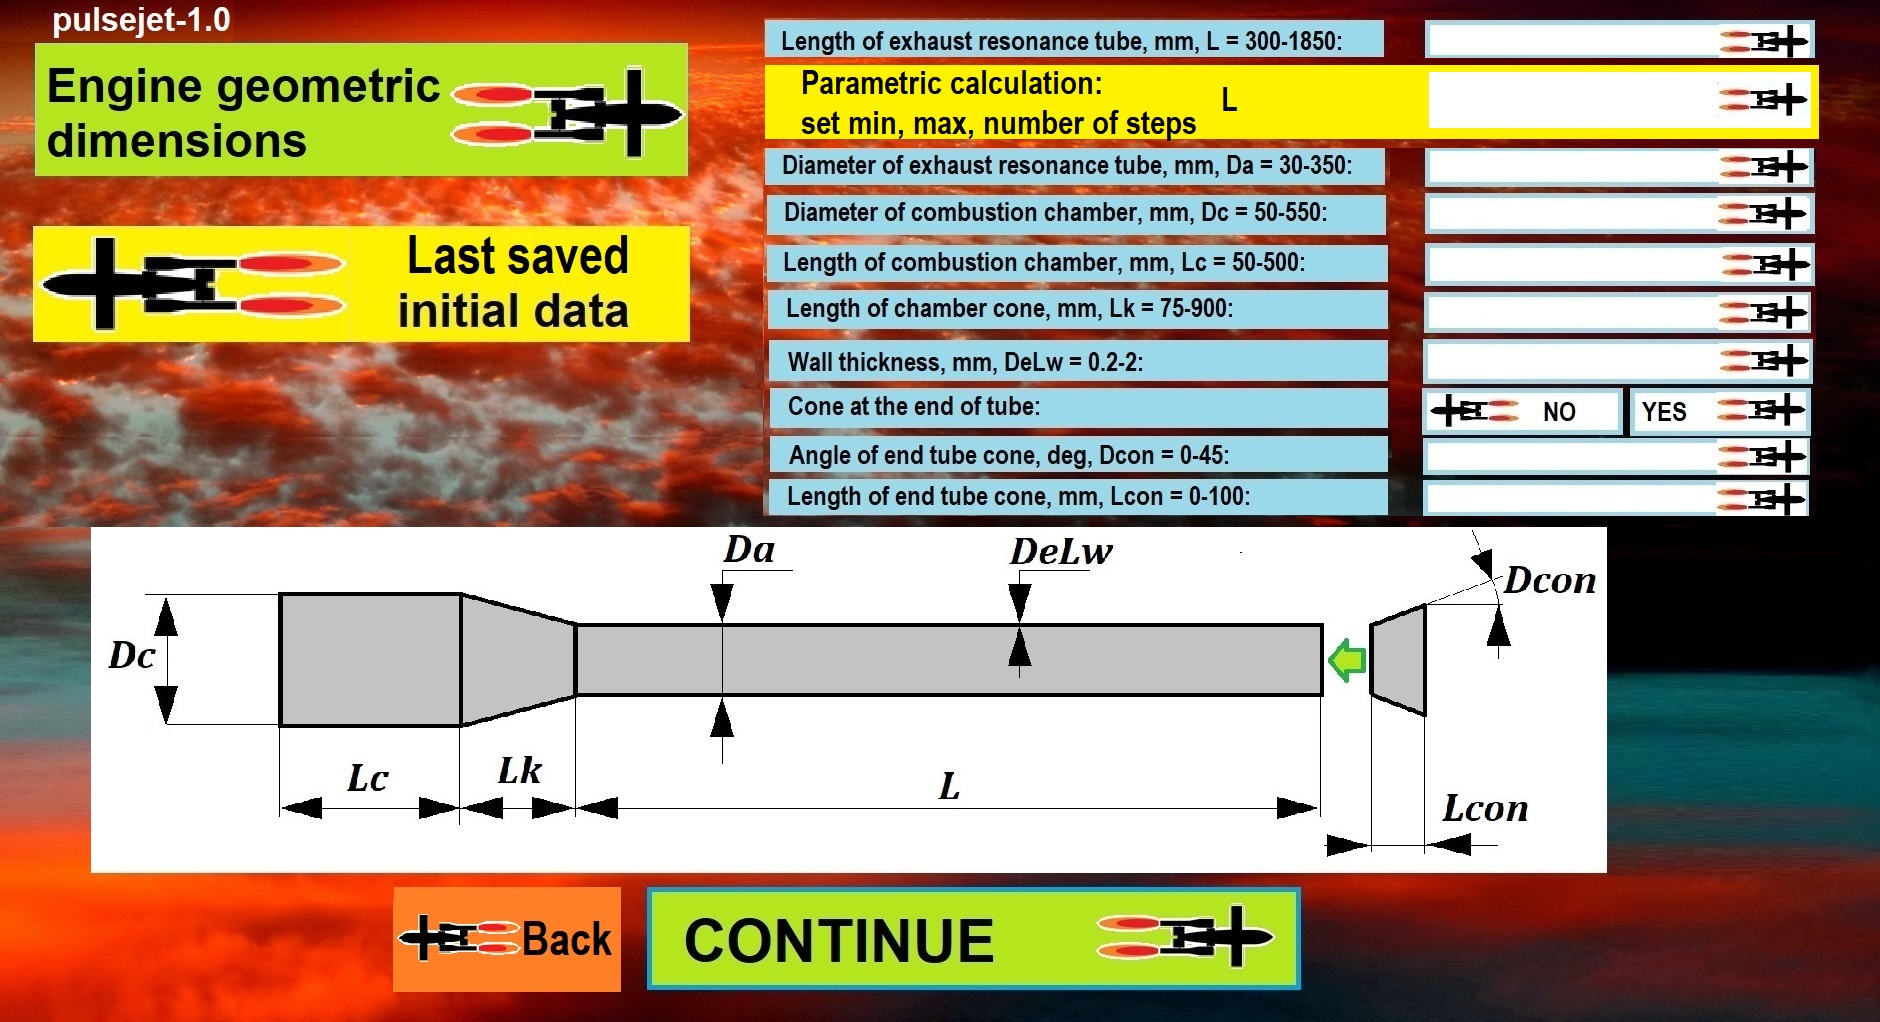 pulsejet-1.0
Engine geometric
dimensions
Last saved
initial data
Length of exhaust resonance tube, mm, L = 300-1850:
Parametric calculation:
set min, max, number of steps
L
Diameter of exhaust resonance tube, mm, Da = 30-350:
Diameter of combustion chamber, mm, Dc = 50-550:
Length of combustion chamber, mm, Lc = 50-500:
Length of chamber cone, mm, Lk = 75-900:
Wall thickness, mm, DeLw = 0.2-2:
Cone at the end of tube:
NO
YES
Angle of end tube cone, deg, Dcon = 0-45:
Length of end tube cone, mm, Lcon = 0-100:
Da
DeLw
Dcon
Dc
Lc
Lk
L
Lcon
Back
CONTINUE